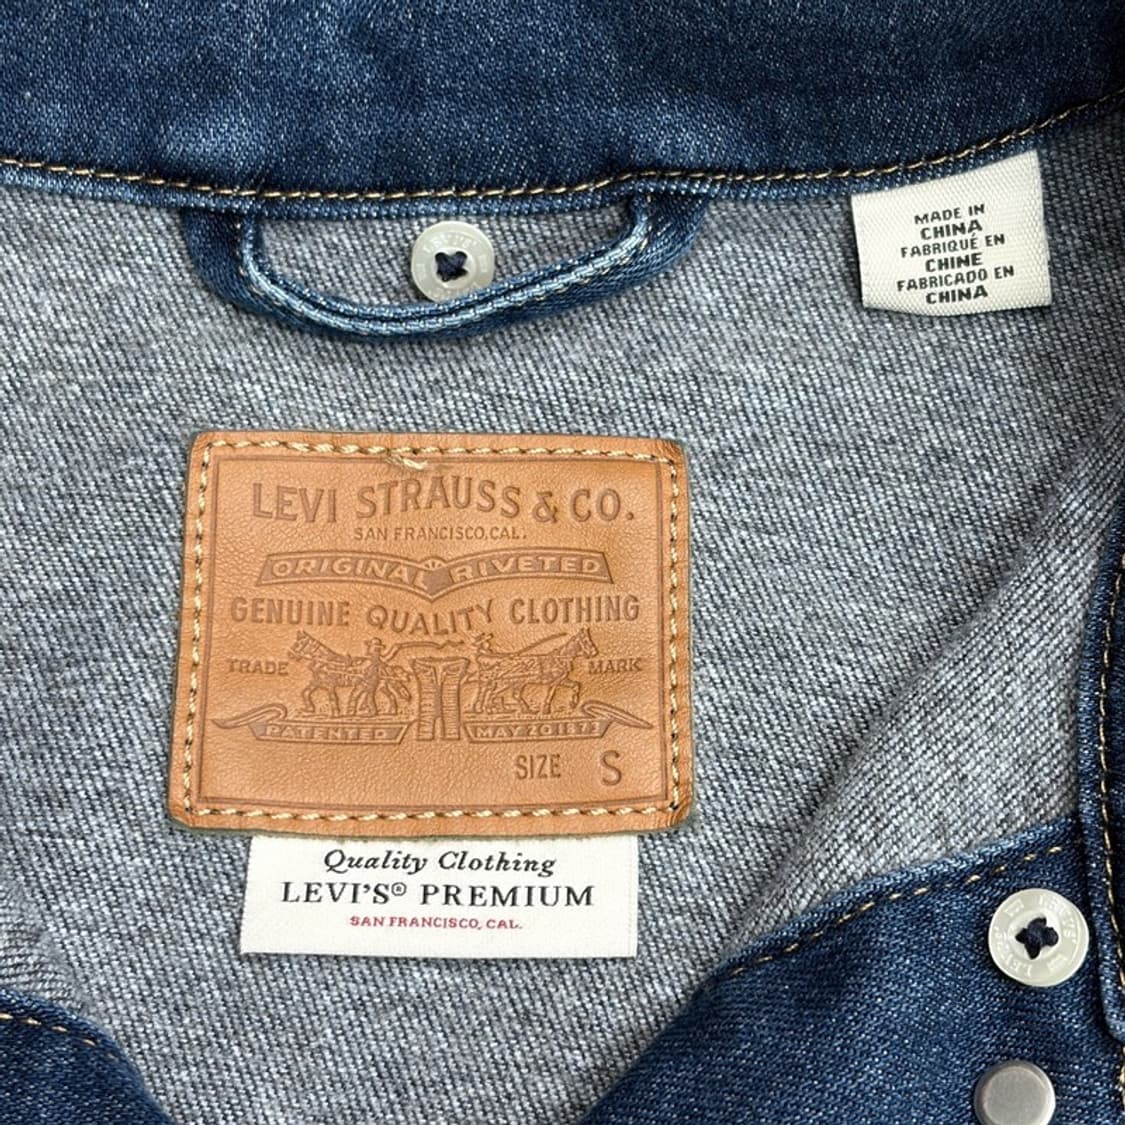 MADE IN
CHINA
FABRIQUÉ EN
CHINE
FABRICADO EN
CHINA
LEVI STRAUSS & CO.
SAN FRANCISCO, CAL.
ORIGINAL RIVETED
GENUINE QUALITY CLOTHING
TRADE MARK
PATENTED MAY 20 1873
SIZE S
Quality Clothing
LEVI'S® PREMIUM
SAN FRANCISCO, CAL.